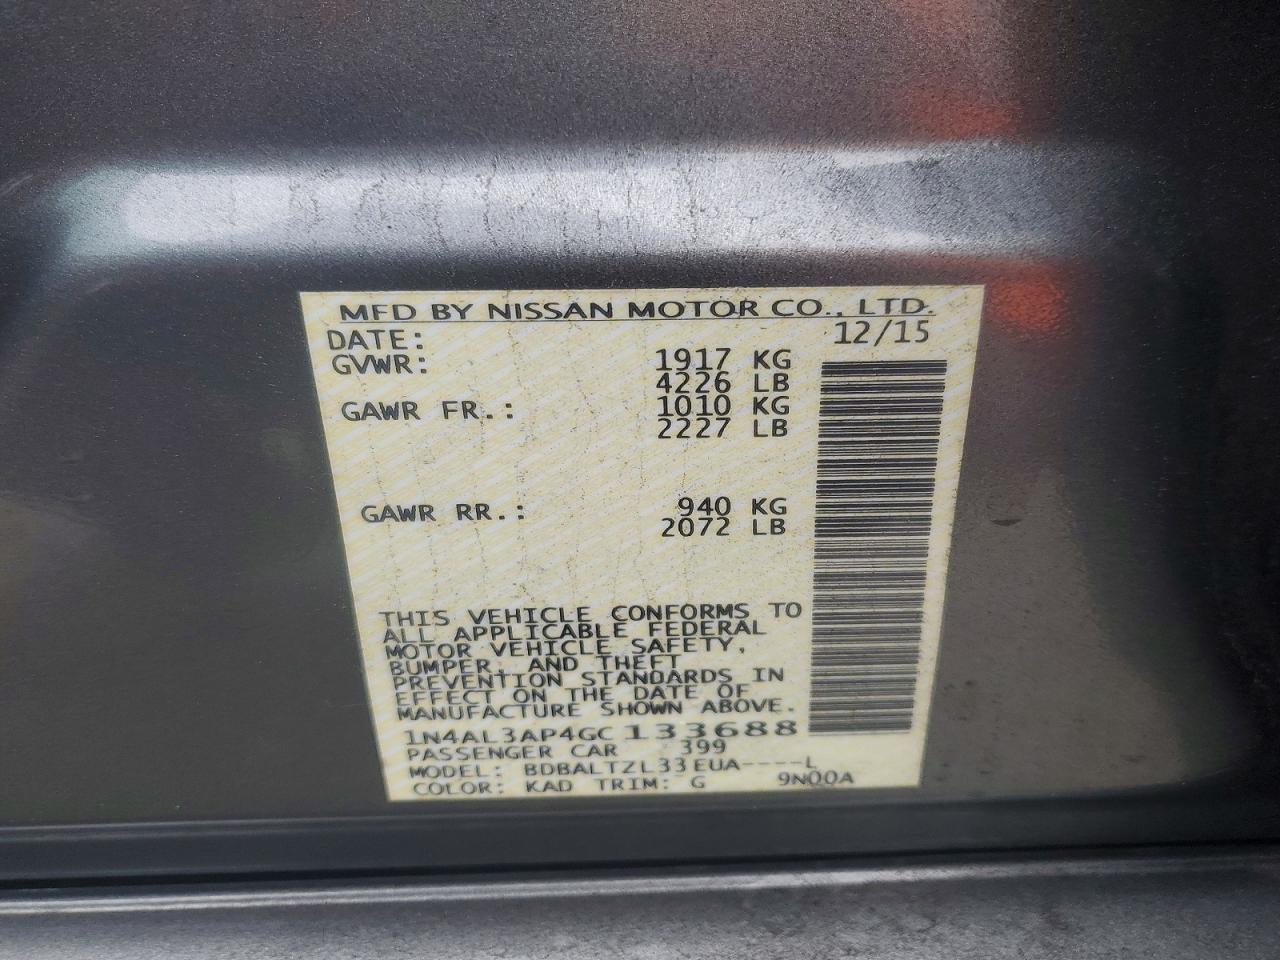 MFD BY NISSAN MOTOR CO., LTD.
DATE: 12/15
GVWR: 1917 KG
4226 LB
GAWR FR.: 1010 KG
2227 LB
GAWR RR.: 940 KG
2072 LB
THIS VEHICLE CONFORMS TO
ALL APPLICABLE FEDERAL
MOTOR VEHICLE SAFETY,
BUMPER, AND THEFT
PREVENTION STANDARDS IN
EFFECT ON THE DATE OF
MANUFACTURE SHOWN ABOVE.
1N4AL3AP4GC133688
PASSENGER CAR 399
MODEL: BDBALTZL33EUA----L
COLOR: KAD TRIM: G 9N00A